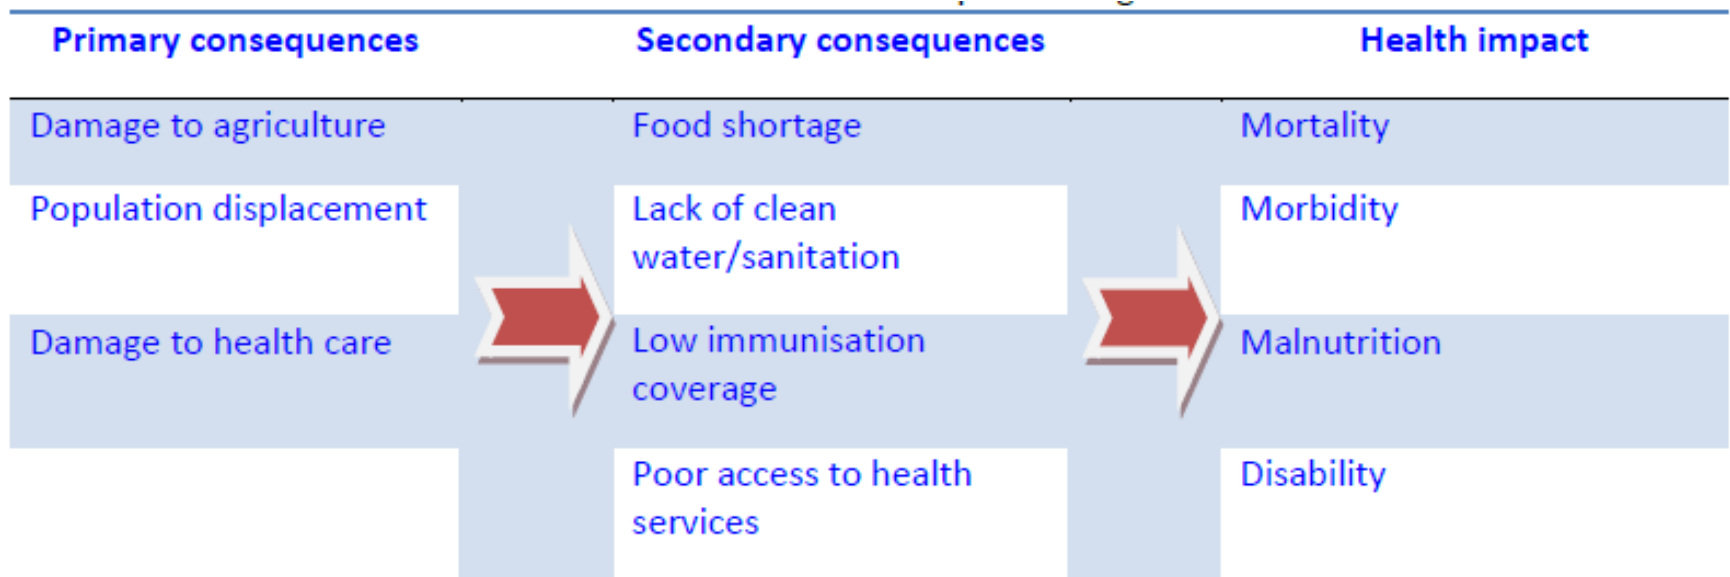 Primary consequences Secondary consequences Health impact
Damage to agriculture Food shortage Mortality
Population displacement Lack of clean Morbidity
water/sanitation
Damage to health care Low immunisation Malnutrition
coverage
Poor access to health Disability
services